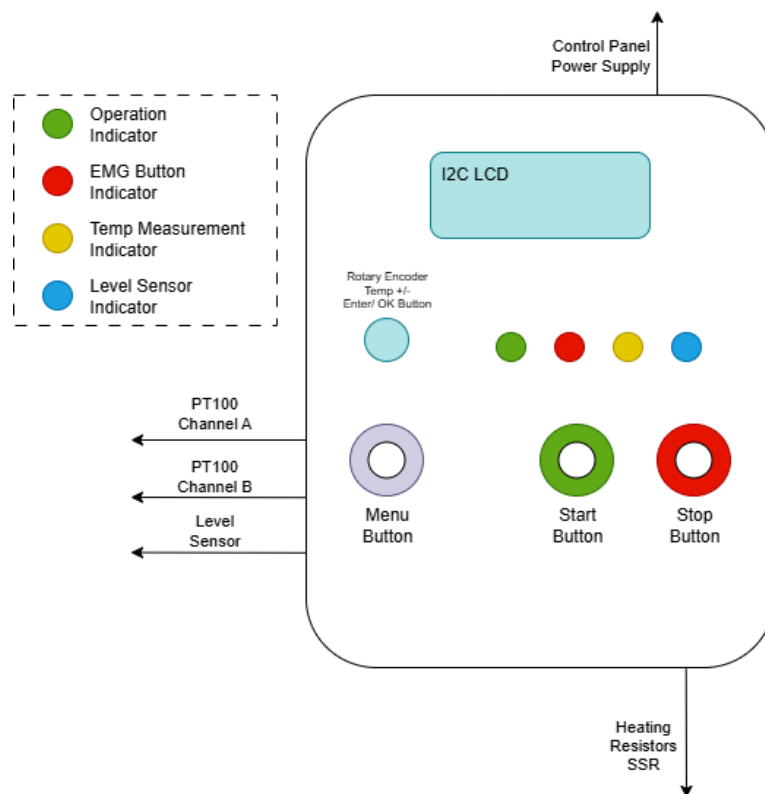 Control Panel
Power Supply
Operation
Indicator
EMG Button
Indicator
Temp Measurement
Indicator
Level Sensor
Indicator
I2C LCD
Rotary Encoder
Temp +/-
Enter/ OK Button
PT100
Channel A
PT100
Channel B
Level
Sensor
Menu
Button
Start
Button
Stop
Button
Heating
Resistors
SSR